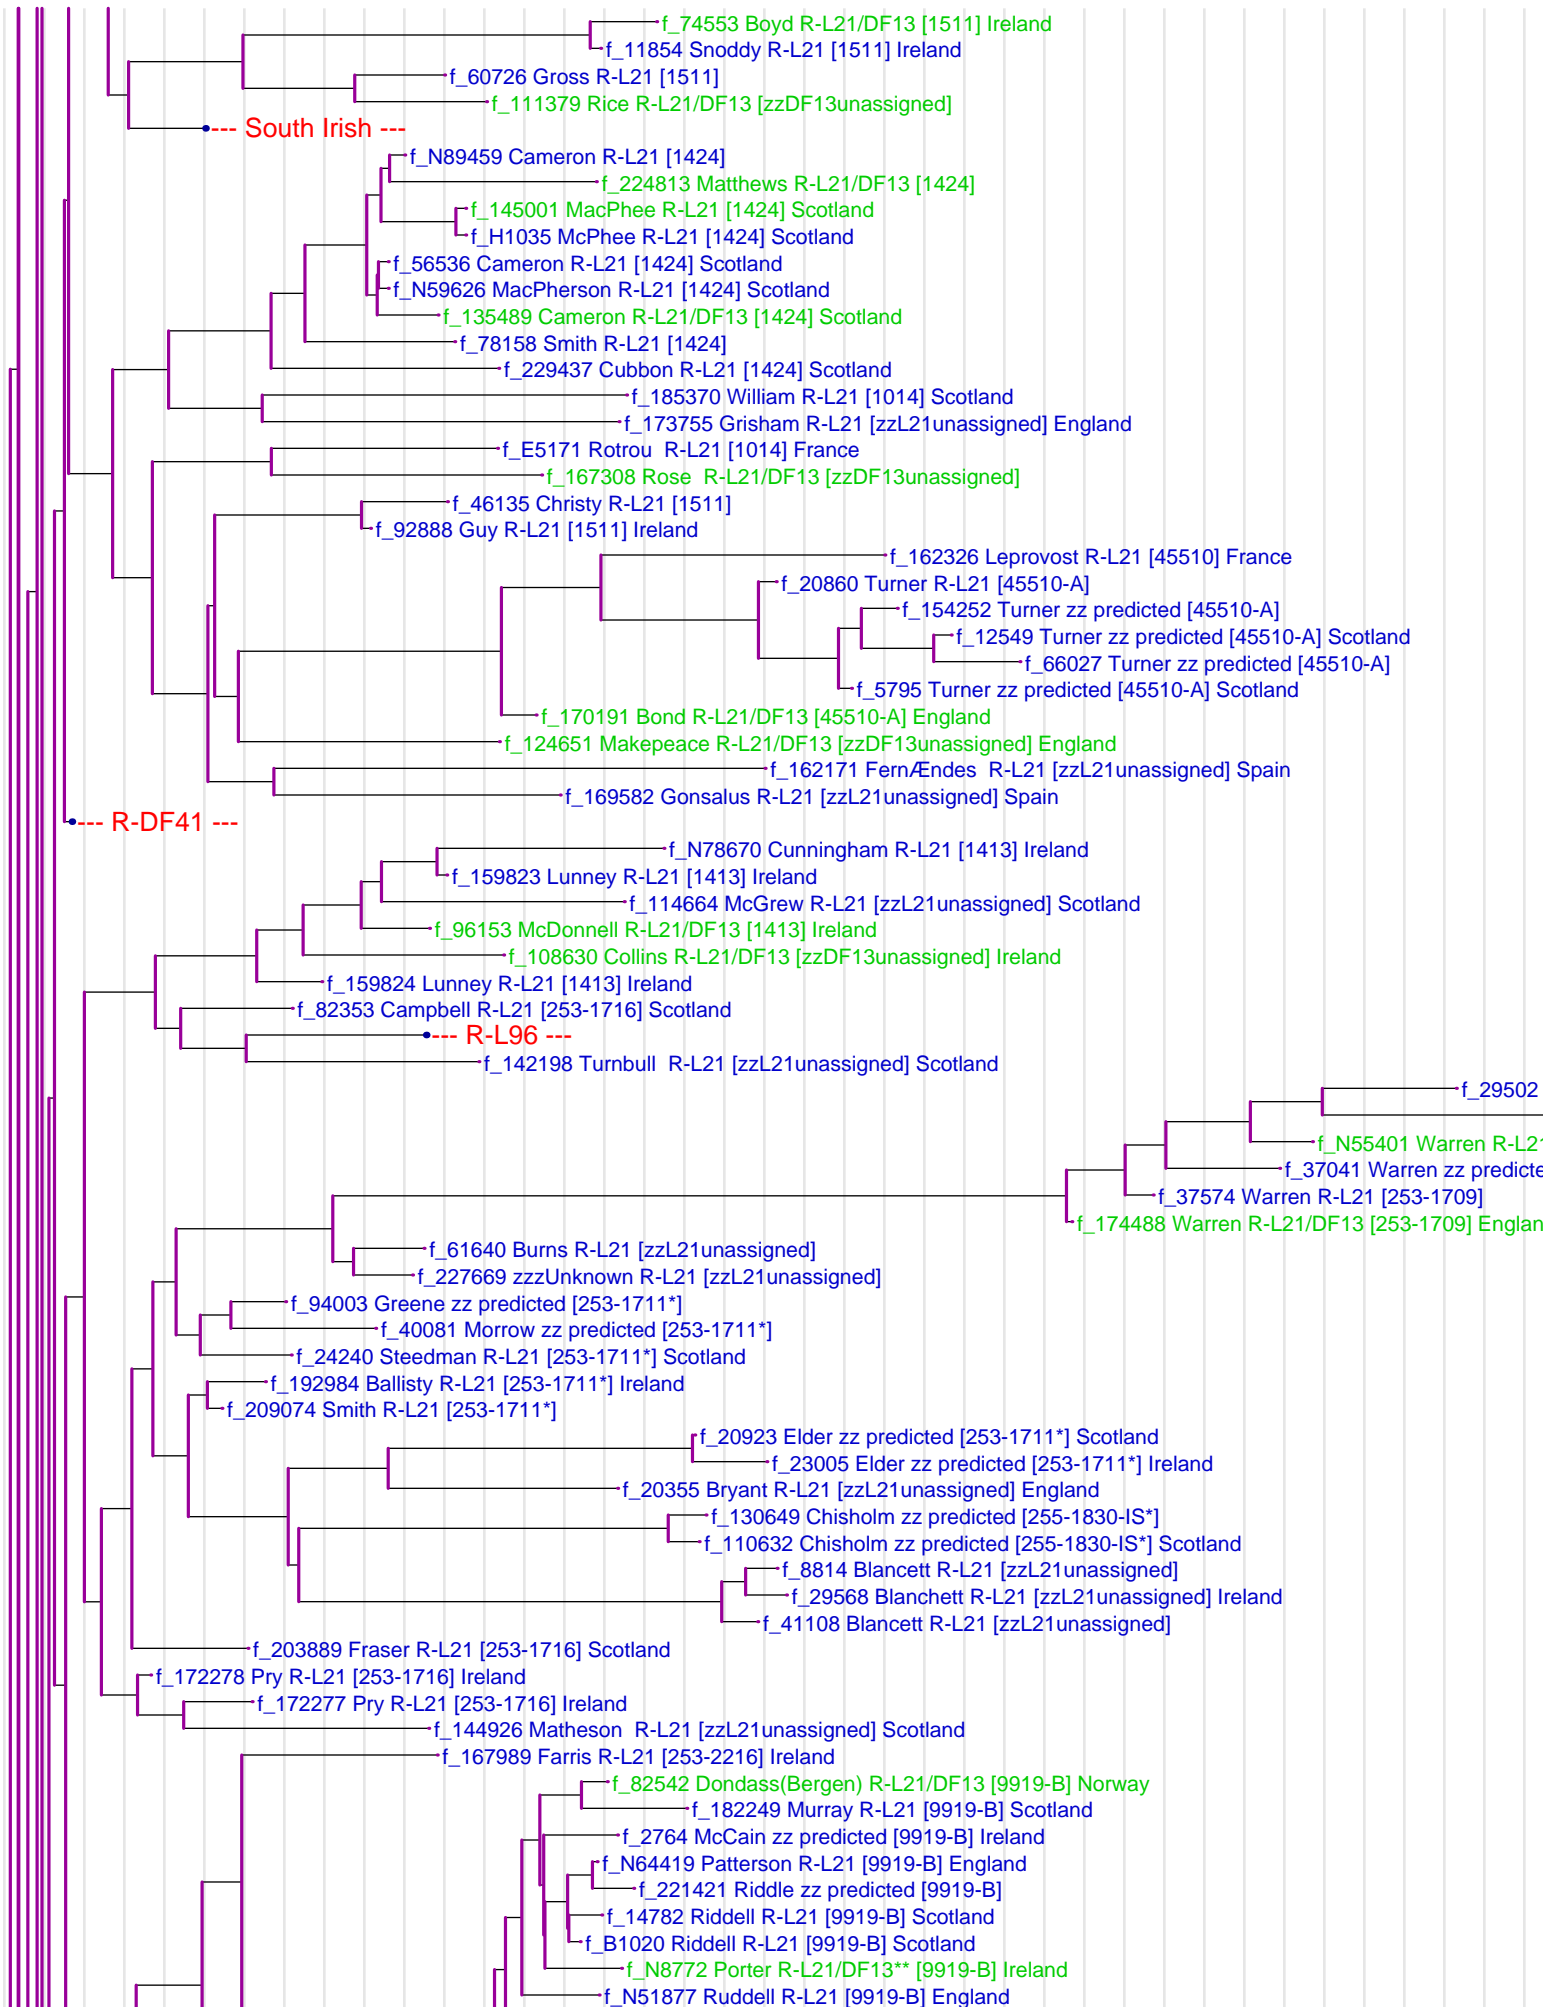 f_74553 Boyd R-L21/DF13 [1511] Ireland
f_11854 Snoddy R-L21 [1511] Ireland
f_60726 Gross R-L21 [1511]
f_111379 Rice R-L21/DF13 [zzDF13unassigned]
--- South Irish ---
f_N89459 Cameron R-L21 [1424]
f_224813 Matthews R-L21/DF13 [1424]
f_145001 MacPhee R-L21 [1424] Scotland
f_H1035 McPhee R-L21 [1424] Scotland
f_56536 Cameron R-L21 [1424] Scotland
f_N59626 MacPherson R-L21 [1424] Scotland
f_135489 Cameron R-L21/DF13 [1424] Scotland
f_78158 Smith R-L21 [1424]
f_229437 Cubbon R-L21 [1424] Scotland
f_185370 William R-L21 [1014] Scotland
f_173755 Grisham R-L21 [zzL21unassigned] England
f_E5171 Rotrou  R-L21 [1014] France
f_167308 Rose  R-L21/DF13 [zzDF13unassigned]
f_46135 Christy R-L21 [1511]
f_92888 Guy R-L21 [1511] Ireland
f_162326 Leprovost R-L21 [45510] France
f_20860 Turner R-L21 [45510-A]
f_154252 Turner zz predicted [45510-A]
f_12549 Turner zz predicted [45510-A] Scotland
f_66027 Turner zz predicted [45510-A]
f_5795 Turner zz predicted [45510-A] Scotland
f_170191 Bond R-L21/DF13 [45510-A] England
f_124651 Makepeace R-L21/DF13 [zzDF13unassigned] England
f_162171 FernÆndes  R-L21 [zzL21unassigned] Spain
f_169582 Gonsalus R-L21 [zzL21unassigned] Spain
--- R-DF41 ---
f_N78670 Cunningham R-L21 [1413] Ireland
f_159823 Lunney R-L21 [1413] Ireland
f_114664 McGrew R-L21 [zzL21unassigned] Scotland
f_96153 McDonnell R-L21/DF13 [1413] Ireland
f_108630 Collins R-L21/DF13 [zzDF13unassigned] Ireland
f_159824 Lunney R-L21 [1413] Ireland
f_82353 Campbell R-L21 [253-1716] Scotland
--- R-L96 ---
f_142198 Turnbull  R-L21 [zzL21unassigned] Scotland
f_29502
f_N55401 Warren R-L21
f_37041 Warren zz predicte
f_37574 Warren R-L21 [253-1709]
f_174488 Warren R-L21/DF13 [253-1709] Englan
f_61640 Burns R-L21 [zzL21unassigned]
f_227669 zzzUnknown R-L21 [zzL21unassigned]
f_94003 Greene zz predicted [253-1711*]
f_40081 Morrow zz predicted [253-1711*]
f_24240 Steedman R-L21 [253-1711*] Scotland
f_192984 Ballisty R-L21 [253-1711*] Ireland
f_209074 Smith R-L21 [253-1711*]
f_20923 Elder zz predicted [253-1711*] Scotland
f_23005 Elder zz predicted [253-1711*] Ireland
f_20355 Bryant R-L21 [zzL21unassigned] England
f_130649 Chisholm zz predicted [255-1830-IS*]
f_110632 Chisholm zz predicted [255-1830-IS*] Scotland
f_8814 Blancett R-L21 [zzL21unassigned]
f_29568 Blanchett R-L21 [zzL21unassigned] Ireland
f_41108 Blancett R-L21 [zzL21unassigned]
f_203889 Fraser R-L21 [253-1716] Scotland
f_172278 Pry R-L21 [253-1716] Ireland
f_172277 Pry R-L21 [253-1716] Ireland
f_144926 Matheson  R-L21 [zzL21unassigned] Scotland
f_167989 Farris R-L21 [253-2216] Ireland
f_82542 Dondass(Bergen) R-L21/DF13 [9919-B] Norway
f_182249 Murray R-L21 [9919-B] Scotland
f_2764 McCain zz predicted [9919-B] Ireland
f_N64419 Patterson R-L21 [9919-B] England
f_221421 Riddle zz predicted [9919-B]
f_14782 Riddell R-L21 [9919-B] Scotland
f_B1020 Riddell R-L21 [9919-B] Scotland
f_N8772 Porter R-L21/DF13** [9919-B] Ireland
f_N51877 Ruddell R-L21 [9919-B] England